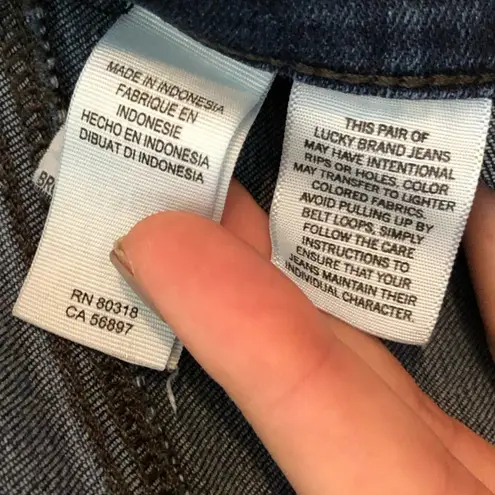 MADE IN INDONESIA
FABRIQUE EN
INDONESIE
HECHO EN INDONESIA
DIBUAT DI INDONESIA
RN 80318
CA 56897
BR
THIS PAIR OF
LUCKY BRAND JEANS
MAY HAVE INTENTIONAL
RIPS OR HOLES. COLOR
MAY TRANSFER TO LIGHTER
COLORED FABRICS.
AVOID PULLING UP BY
BELT LOOPS, SIMPLY
FOLLOW THE CARE
INSTRUCTIONS TO
ENSURE THAT YOUR
JEANS MAINTAIN THEIR
INDIVIDUAL CHARACTER.